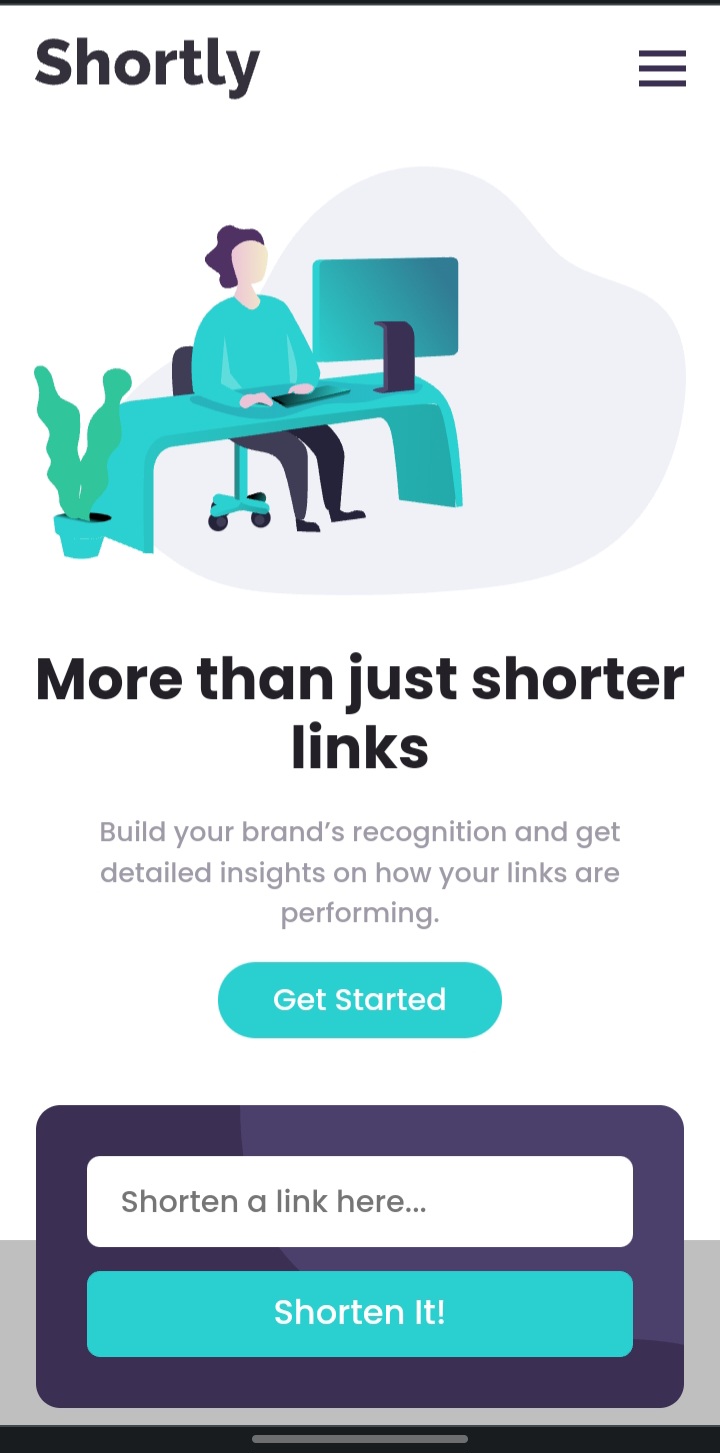 Shortly
More than just shorter
links
Build your brand’s recognition and get
detailed insights on how your links are
performing.
Get Started
Shorten a link here...
Shorten It!